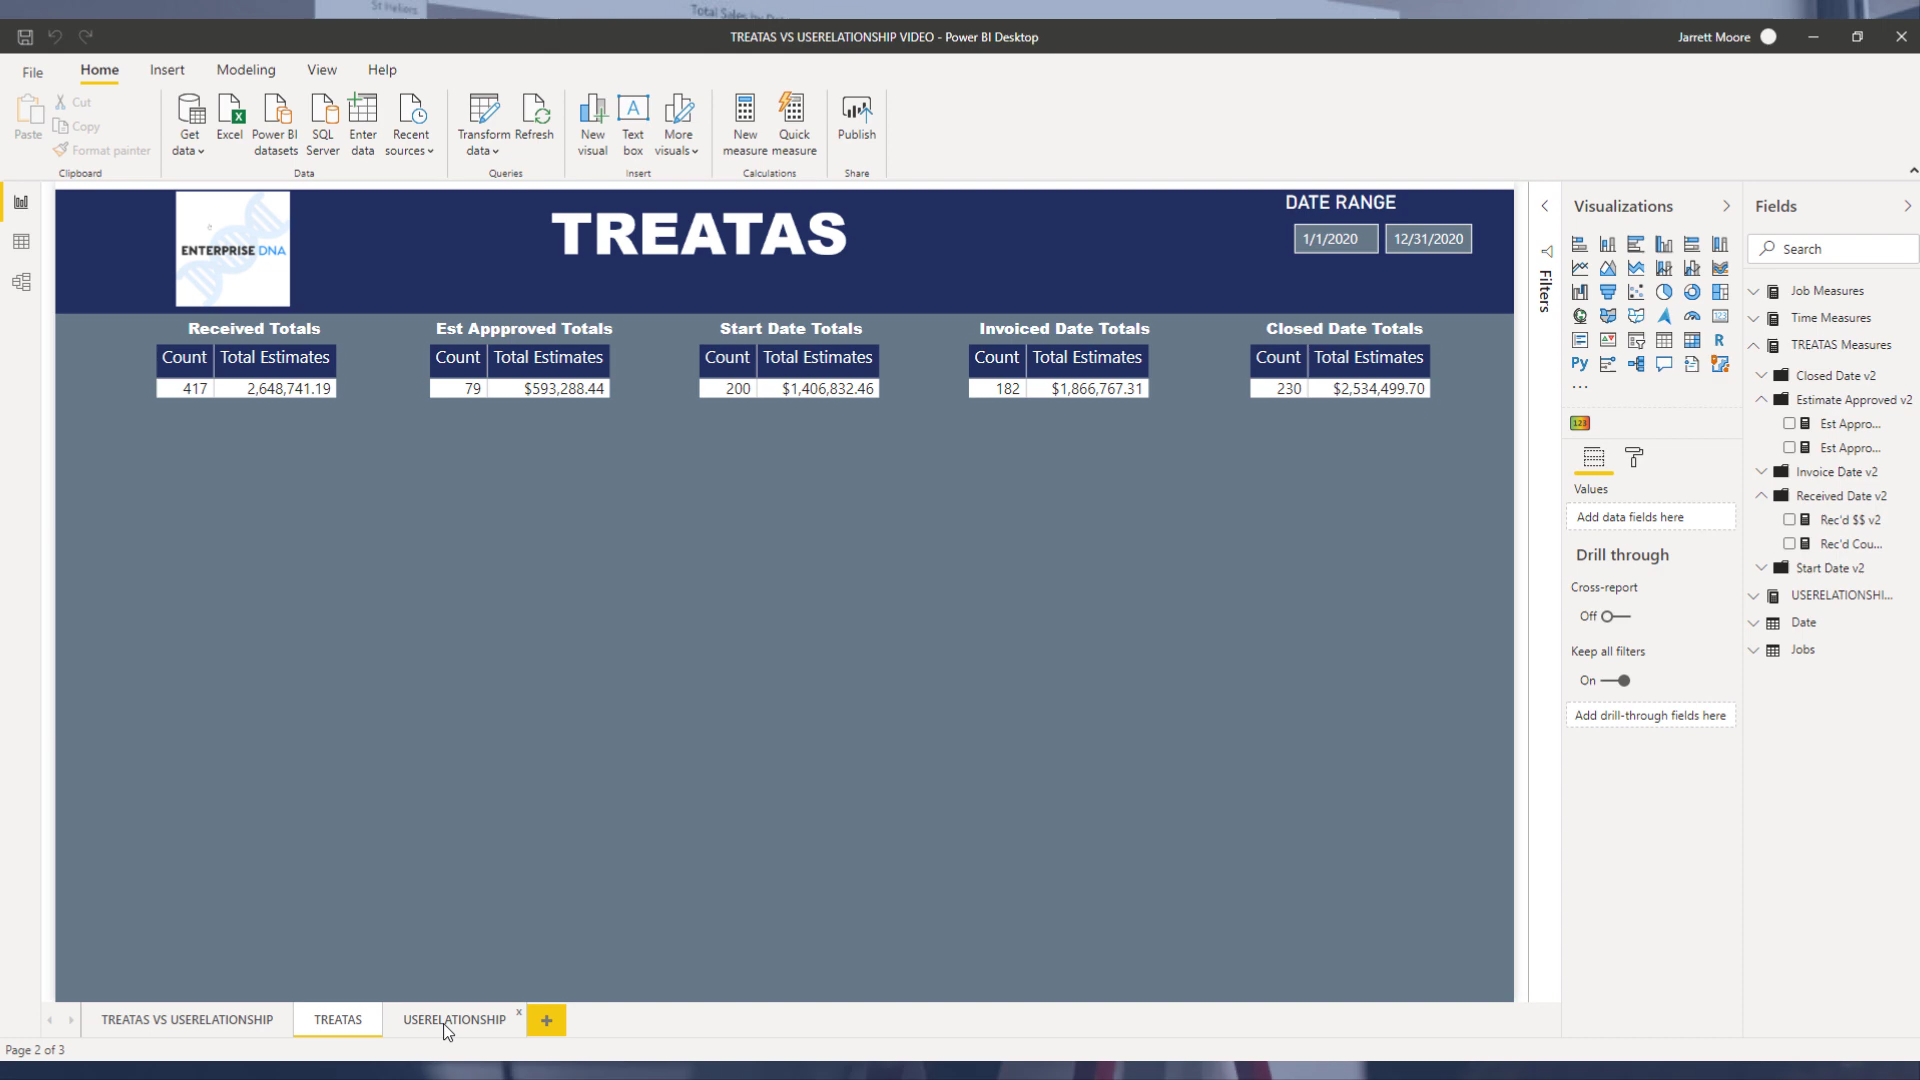 St Heliers
Total Sales by Da
TREATAS VS USERELATIONSHIP VIDEO - Power BI Desktop
Jarrett Moore
File
Home
Insert
Modeling
View
Help
Paste
Cut
Copy
Format painter
Clipboard
Get data
Excel
Power BI datasets
SQL Server
Enter data
Recent sources
Data
Transform data
Refresh
Queries
New visual
Text box
More visuals
Insert
New measure
Quick measure
Calculations
Publish
Share
ENTERPRISE DNA
TREATAS
DATE RANGE
1/1/2020
12/31/2020
Received Totals
Count Total Estimates
417 2,648,741.19
Est Appproved Totals
Count Total Estimates
79 $593,288.44
Start Date Totals
Count Total Estimates
200 $1,406,832.46
Invoiced Date Totals
Count Total Estimates
182 $1,866,767.31
Closed Date Totals
Count Total Estimates
230 $2,534,499.70
Filters
Visualizations
123
R
Py
...
123
Values
Add data fields here
Drill through
Cross-report
Off
Keep all filters
On
Add drill-through fields here
Fields
Search
Job Measures
Time Measures
TREATAS Measures
Closed Date v2
Estimate Approved v2
Est Appro...
Est Appro...
Invoice Date v2
Received Date v2
Rec'd $$ v2
Rec'd Cou...
Start Date v2
USERELATIONSHI...
Date
Jobs
TREATAS VS USERELATIONSHIP
TREATAS
USERELATIONSHIP
x
+
Page 2 of 3